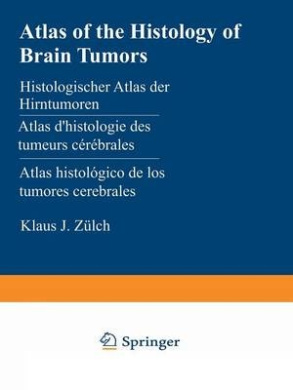 Atlas of the Histology of
Brain Tumors
Histologischer Atlas der
Hirntumoren
Atlas d'histologie des
tumeurs cérébrales
Atlas histológico de los
tumores cerebrales
Klaus J. Zülch
Springer